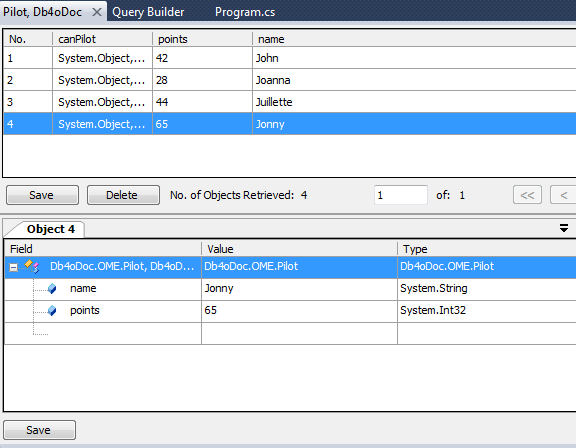 Pilot, Db4oDoc Query Builder Program.cs
No. canPilot points name
1 System.Object,... 42 John
2 System.Object,... 28 Joanna
3 System.Object,... 44 Juillette
4 System.Object,... 65 Jonny
Save Delete No. of Objects Retrieved: 4 1 of: 1 << <
Object 4
Field Value Type
Db4oDoc.OME.Pilot, Db4oD... Db4oDoc.OME.Pilot Db4oDoc.OME.Pilot
name Jonny System.String
points 65 System.Int32
Save